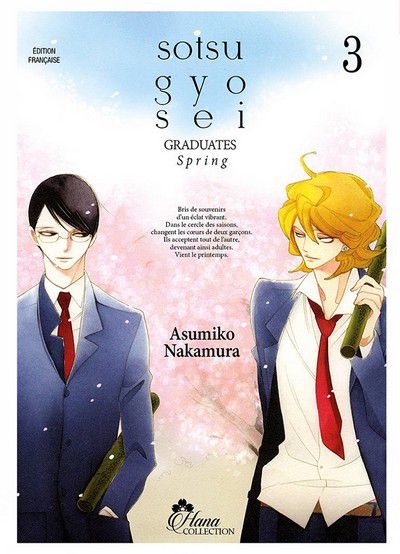 ÉDITION
FRANÇAISE
sotsu
gyo
sei
3
GRADUATES
Spring
Bris de souvenirs
d'un éclat vibrant.
Dans le cercle des saisons,
changent les cœurs de deux garçons.
Ils acceptent tout de l'autre,
devenant ainsi adultes.
Vient le printemps.
Asumiko
Nakamura
Hana
COLLECTION